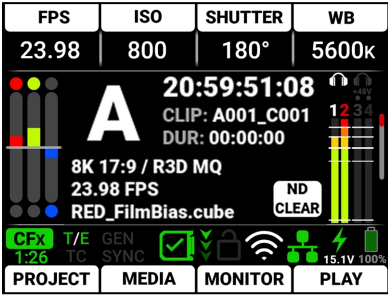 FPS ISO SHUTTER WB
23.98 800 180° 5600K
20:59:51:08
A
CLIP: A001_C001
DUR: 00:00:00
+48V
1 2 3 4
8K 17:9 / R3D MQ
23.98 FPS
RED_FilmBias.cube
ND
CLEAR
CFx T/E GEN
1:26 TC SYNC 15.1V 100%
PROJECT MEDIA MONITOR PLAY